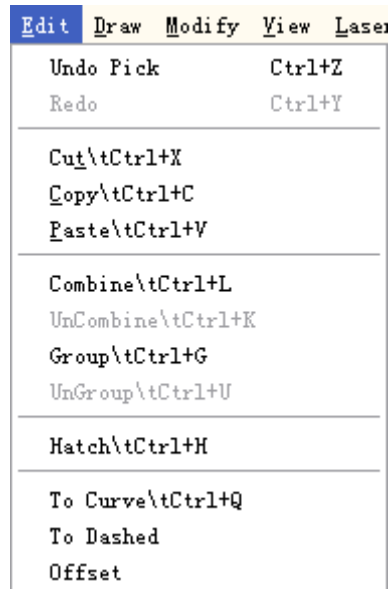 Edit Draw Modify View Laser
Undo Pick Ctrl+Z
Redo Ctrl+Y
Cut\tCtrl+X
Copy\tCtrl+C
Paste\tCtrl+V
Combine\tCtrl+L
UnCombine\tCtrl+K
Group\tCtrl+G
UnGroup\tCtrl+U
Hatch\tCtrl+H
To Curve\tCtrl+Q
To Dashed
Offset